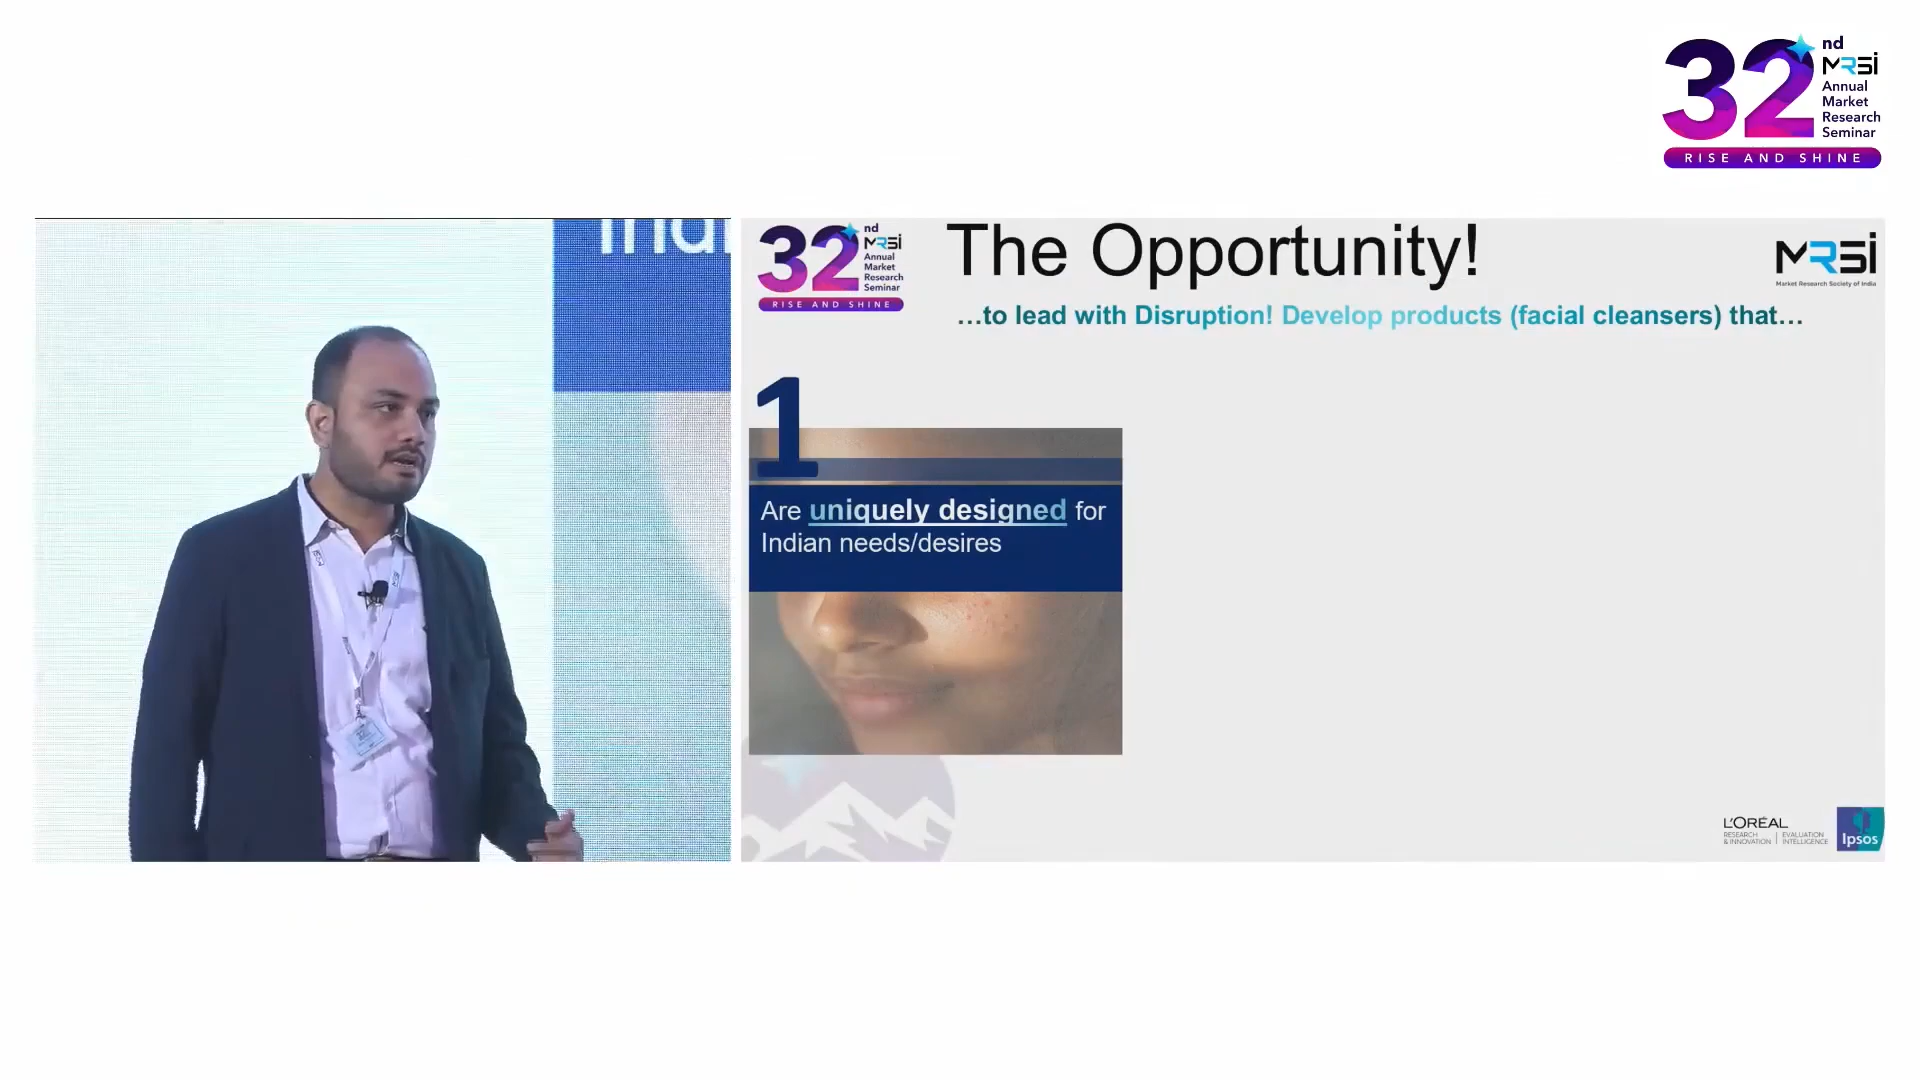 32nd
MRSI
Annual
Market
Research
Seminar
RISE AND SHINE
32nd
MRSI
Annual
Market
Research
Seminar
RISE AND SHINE
The Opportunity!
MRSI
Market Research Society of India
…to lead with Disruption! Develop products (facial cleansers) that…
1
Are uniquely designed for
Indian needs/desires
L'ORÉAL
RESEARCH
& INNOVATION
EVALUATION
INTELLIGENCE
Ipsos